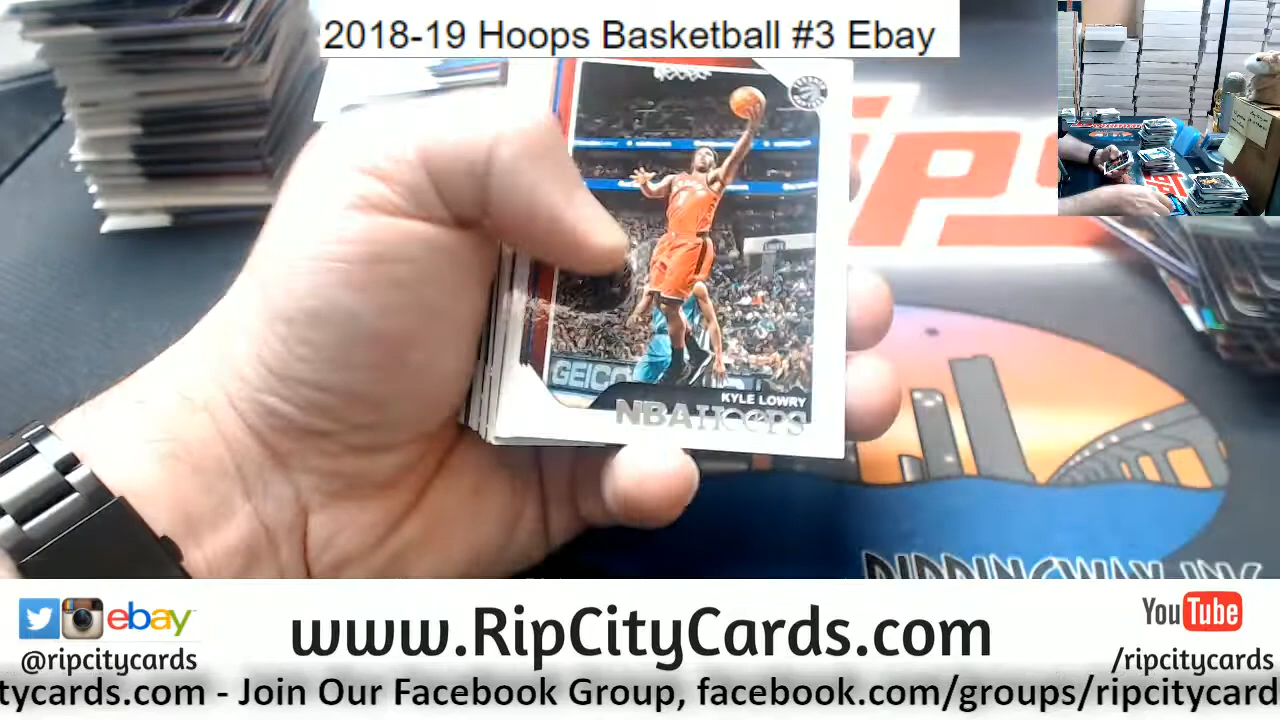 2018-19 Hoops Basketball #3 Ebay
GEICO
KYLE LOWRY
NBA HOOPS
ebay
@ripcitycards
www.RipCityCards.com
YouTube
/ripcitycards
tycards.com - Join Our Facebook Group, facebook.com/groups/ripcitycard